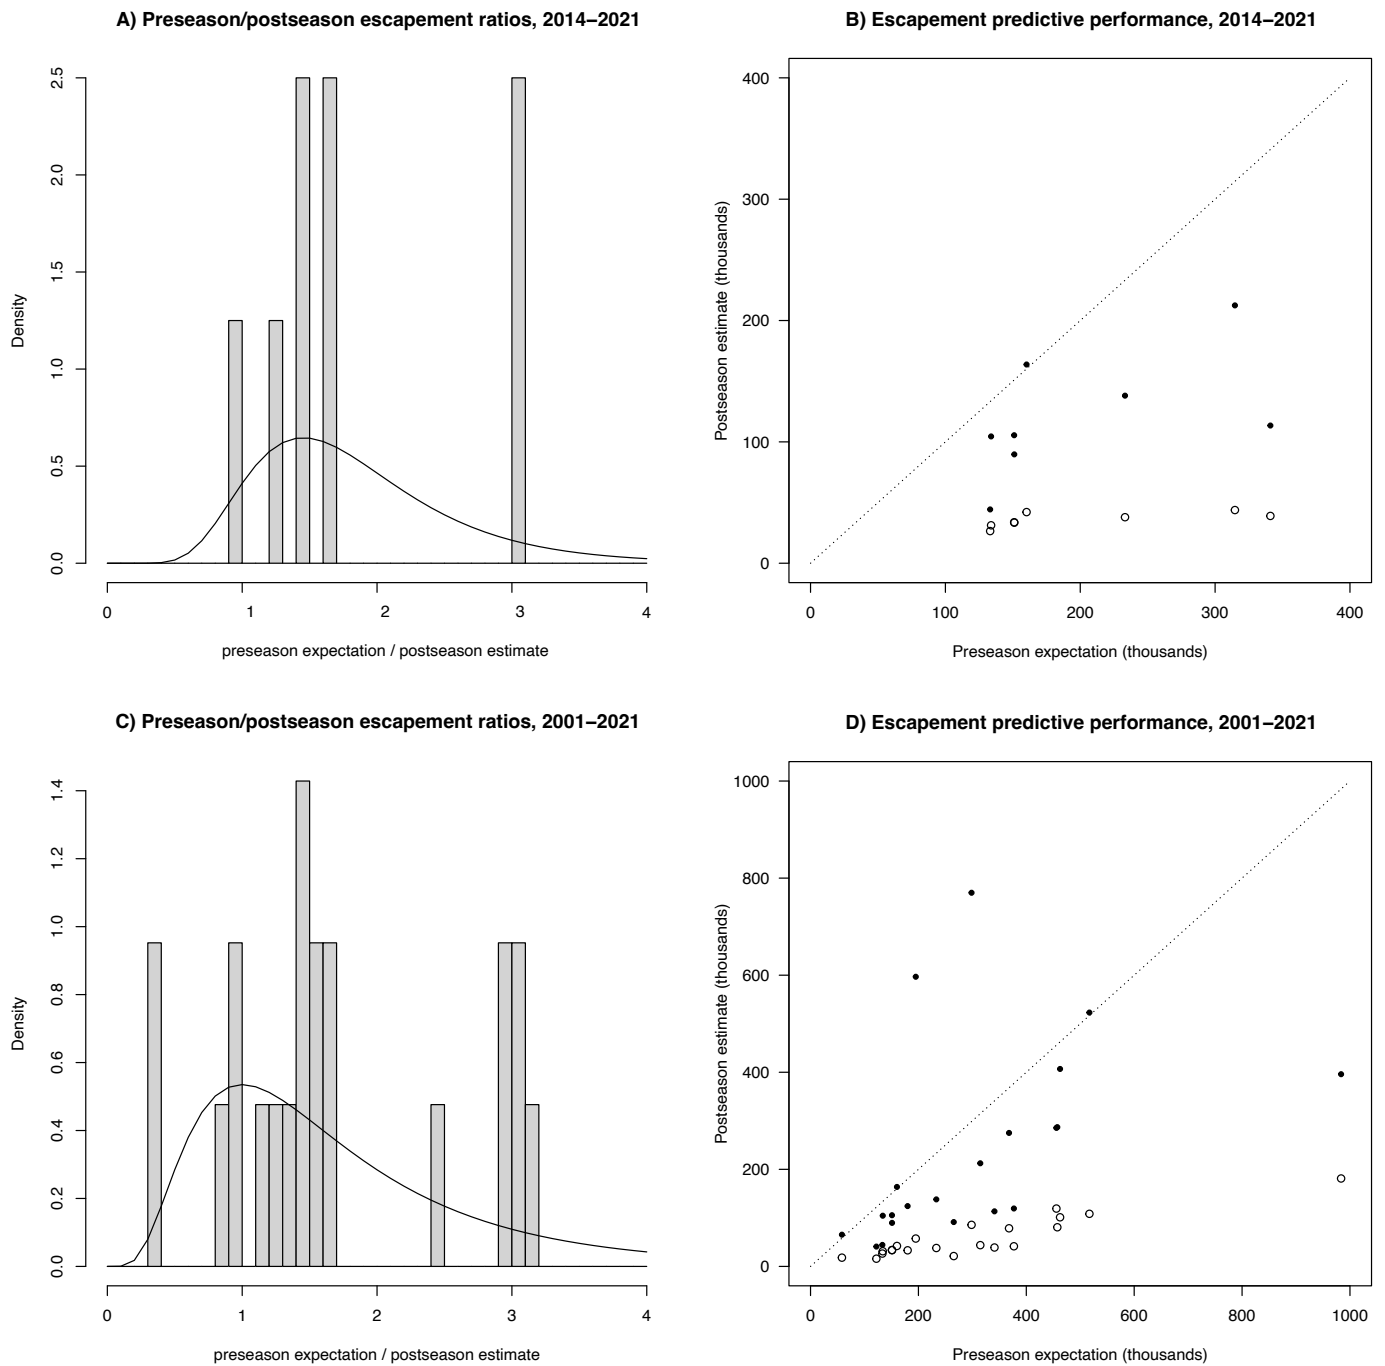 A) Preseason/postseason escapement ratios, 2014–2021
Density
0.0 0.5 1.0 1.5 2.0 2.5
0 1 2 3 4
preseason expectation / postseason estimate
B) Escapement predictive performance, 2014–2021
Postseason estimate (thousands)
0 100 200 300 400
0 100 200 300 400
Preseason expectation (thousands)
C) Preseason/postseason escapement ratios, 2001–2021
Density
0.0 0.2 0.4 0.6 0.8 1.0 1.2 1.4
0 1 2 3 4
preseason expectation / postseason estimate
D) Escapement predictive performance, 2001–2021
Postseason estimate (thousands)
0 200 400 600 800 1000
0 200 400 600 800 1000
Preseason expectation (thousands)